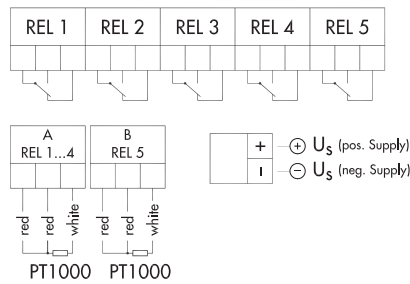 REL 1 REL 2 REL 3 REL 4 REL 5
A B
REL 1...4 REL 5
+ + Us (pos. Supply)
- - Us (neg. Supply)
red red white red red white
PT1000 PT1000